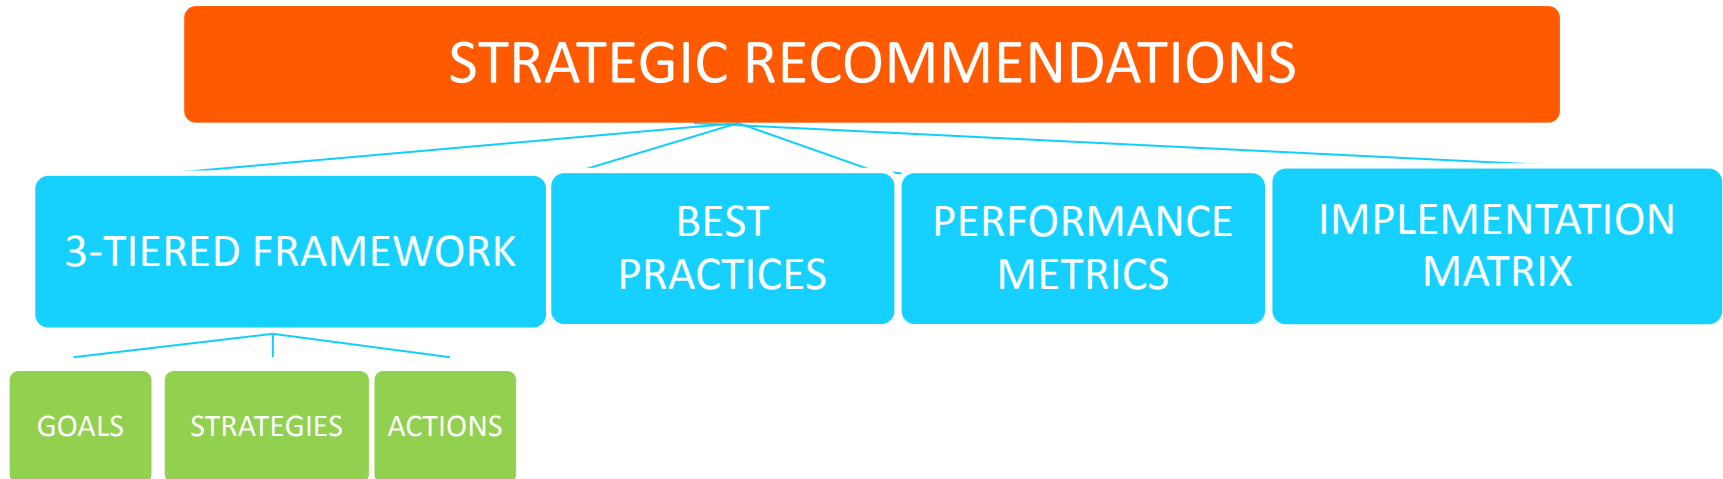 STRATEGIC RECOMMENDATIONS
3-TIERED FRAMEWORK
BEST
PRACTICES
PERFORMANCE
METRICS
IMPLEMENTATION
MATRIX
GOALS
STRATEGIES
ACTIONS